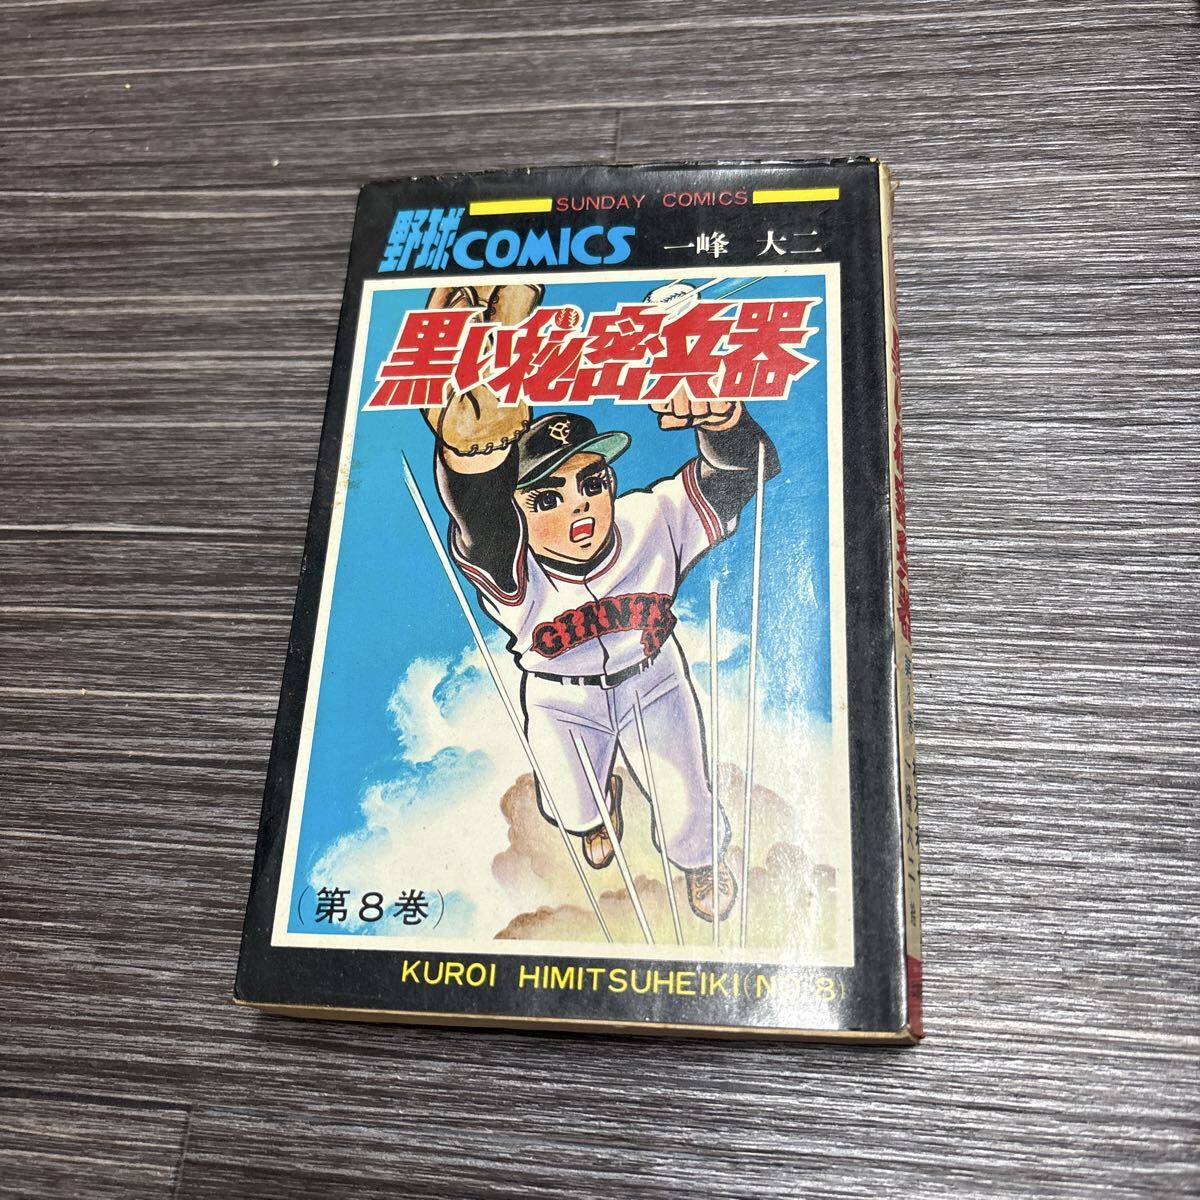 SUNDAY COMICS
野球COMICS 一峰 大二
黒い秘密兵器
GIANTS
(第8巻)
KUROI HIMITSUHEIKI(NO.8)